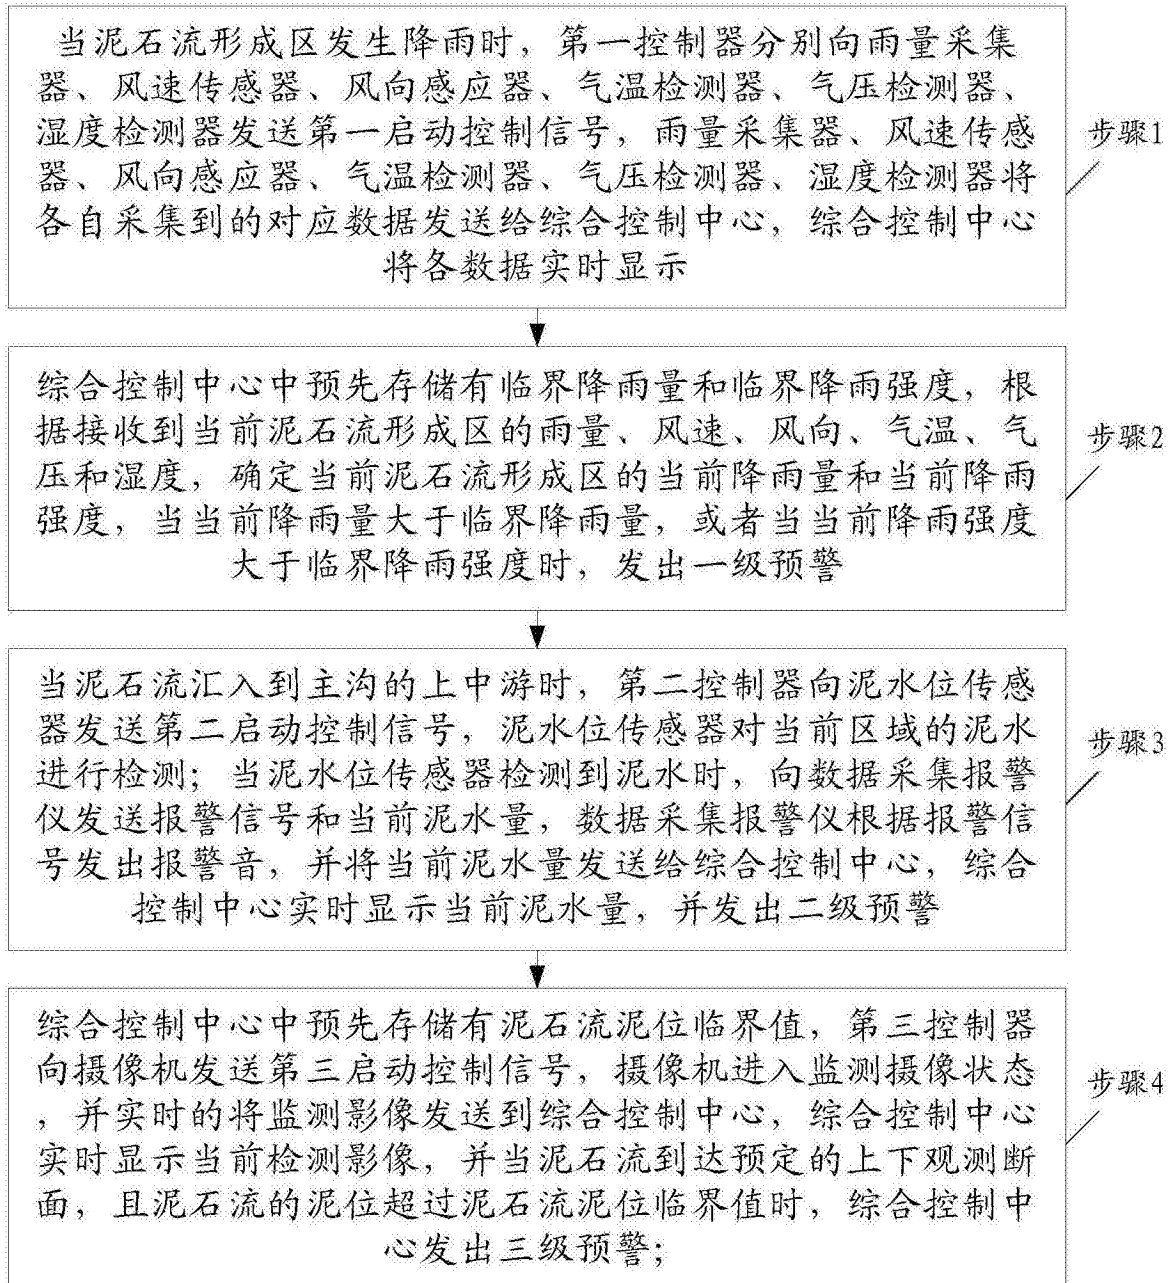 当泥石流形成区发生降雨时，第一控制器分别向雨量采集
器、风速传感器、风向感应器、气温检测器、气压检测器、
湿度检测器发送第一启动控制信号，雨量采集器、风速传感
器、风向感应器、气温检测器、气压检测器、湿度检测器将
各自采集到的对应数据发送给综合控制中心，综合控制中心
将各数据实时显示
步骤1
综合控制中心中预先存储有临界降雨量和临界降雨强度，根
据接收到当前泥石流形成区的雨量、风速、风向、气温、气
压和湿度，确定当前泥石流形成区的当前降雨量和当前降雨
强度，当当前降雨量大于临界降雨量，或者当当前降雨强度
大于临界降雨强度时，发出一级预警
步骤2
当泥石流汇入到主沟的上中游时，第二控制器向泥水位传感
器发送第二启动控制信号，泥水位传感器对当前区域的泥水
进行检测；当泥水位传感器检测到泥水时，向数据采集报警
仪发送报警信号和当前泥水量，数据采集报警仪根据报警信
号发出报警音，并将当前泥水量发送给综合控制中心，综合
控制中心实时显示当前泥水量，并发出二级预警
步骤3
综合控制中心中预先存储有泥石流泥位临界值，第三控制器
向摄像机发送第三启动控制信号，摄像机进入监测摄像状态
，并实时的将监测影像发送到综合控制中心，综合控制中心
实时显示当前检测影像，并当泥石流到达预定的上下观测断
面，且泥石流的泥位超过泥石流泥位临界值时，综合控制中
心发出三级预警；
步骤4